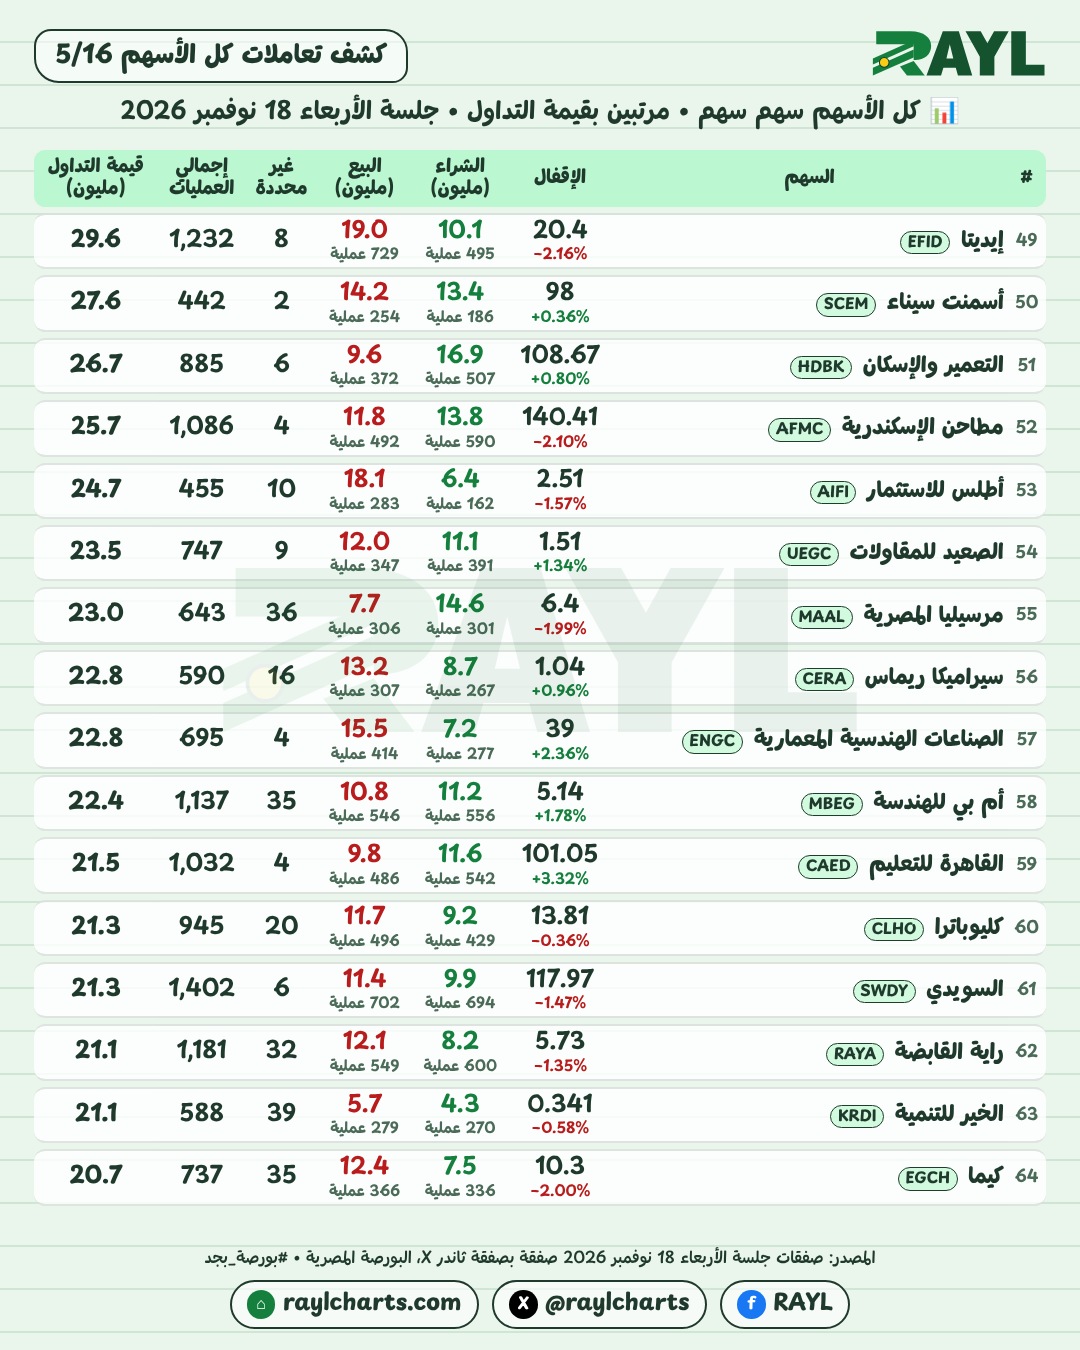 RAYL
كشف تعاملات كل الأسهم 5/16
📊 كل الأسهم سهم سهم • مرتبين بقيمة التداول • جلسة الأربعاء 18 نوفمبر 2026
# السهم الإقفال الشراء (مليون) البيع (مليون) غير محددة إجمالي العمليات قيمة التداول (مليون)
49 إيديتا EFID 20.4 −2.16% 10.1 495 عملية 19.0 729 عملية 8 1,232 29.6
50 أسمنت سيناء SCEM 98 +0.36% 13.4 186 عملية 14.2 254 عملية 2 442 27.6
51 التعمير والإسكان HDBK 108.67 +0.80% 16.9 507 عملية 9.6 372 عملية 6 885 26.7
52 مطاحن الإسكندرية AFMC 140.41 −2.10% 13.8 590 عملية 11.8 492 عملية 4 1,086 25.7
53 أطلس للاستثمار AIFI 2.51 −1.57% 6.4 162 عملية 18.1 283 عملية 10 455 24.7
54 الصعيد للمقاولات UEGC 1.51 +1.34% 11.1 391 عملية 12.0 347 عملية 9 747 23.5
55 مرسيليا المصرية MAAL 6.4 −1.99% 14.6 301 عملية 7.7 306 عملية 36 643 23.0
56 سيراميكا ريماس CERA 1.04 +0.96% 8.7 267 عملية 13.2 307 عملية 16 590 22.8
57 الصناعات الهندسية المعمارية ENGC 39 +2.36% 7.2 277 عملية 15.5 414 عملية 4 695 22.8
58 أم بي للهندسة MBEG 5.14 +1.78% 11.2 556 عملية 10.8 546 عملية 35 1,137 22.4
59 القاهرة للتعليم CAED 101.05 +3.32% 11.6 542 عملية 9.8 486 عملية 4 1,032 21.5
60 كليوباترا CLHO 13.81 −0.36% 9.2 429 عملية 11.7 496 عملية 20 945 21.3
61 السويدي SWDY 117.97 −1.47% 9.9 694 عملية 11.4 702 عملية 6 1,402 21.3
62 راية القابضة RAYA 5.73 −1.35% 8.2 600 عملية 12.1 549 عملية 32 1,181 21.1
63 الخير للتنمية KRDI 0.341 −0.58% 4.3 270 عملية 5.7 279 عملية 39 588 21.1
64 كيما EGCH 10.3 −2.00% 7.5 336 عملية 12.4 366 عملية 35 737 20.7
المصدر: صفقات جلسة الأربعاء 18 نوفمبر 2026 صفقة بصفقة ثاندر X، البورصة المصرية • #بورصة_بجد
raylcharts.com @raylcharts RAYL